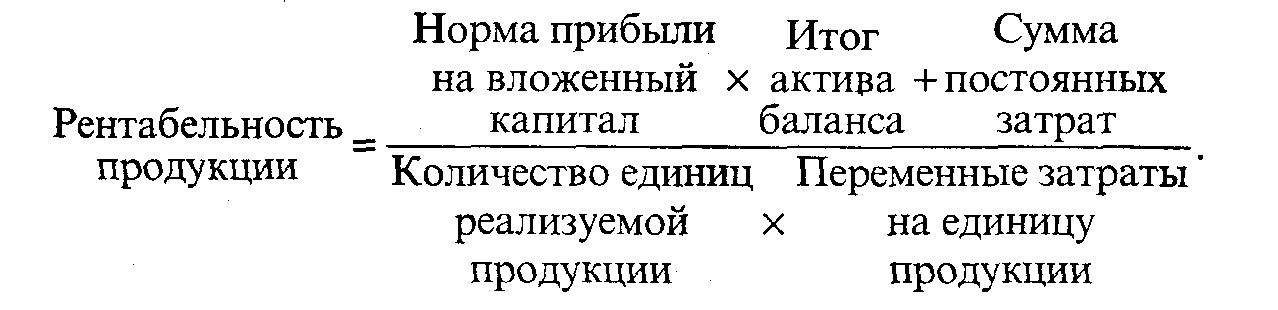 Норма прибыли Итог Сумма
на вложенный × актива + постоянных
капитал баланса затрат
Рентабельность =
продукции
Количество единиц Переменные затраты .
реализуемой × на единицу
продукции продукции